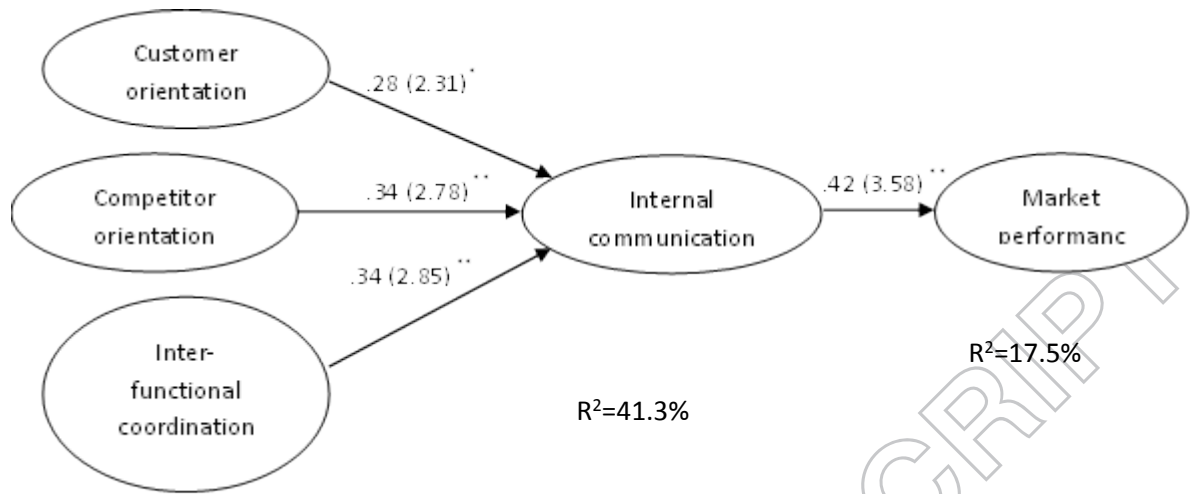 Customer
orientation
.28 (2.31)*
Competitor
orientation
.34 (2.78)**
Inter-
functional
coordination
.34 (2.85)**
Internal
communication
R²=41.3%
.42 (3.58)**
Market
performanc
R²=17.5%
CRIPT